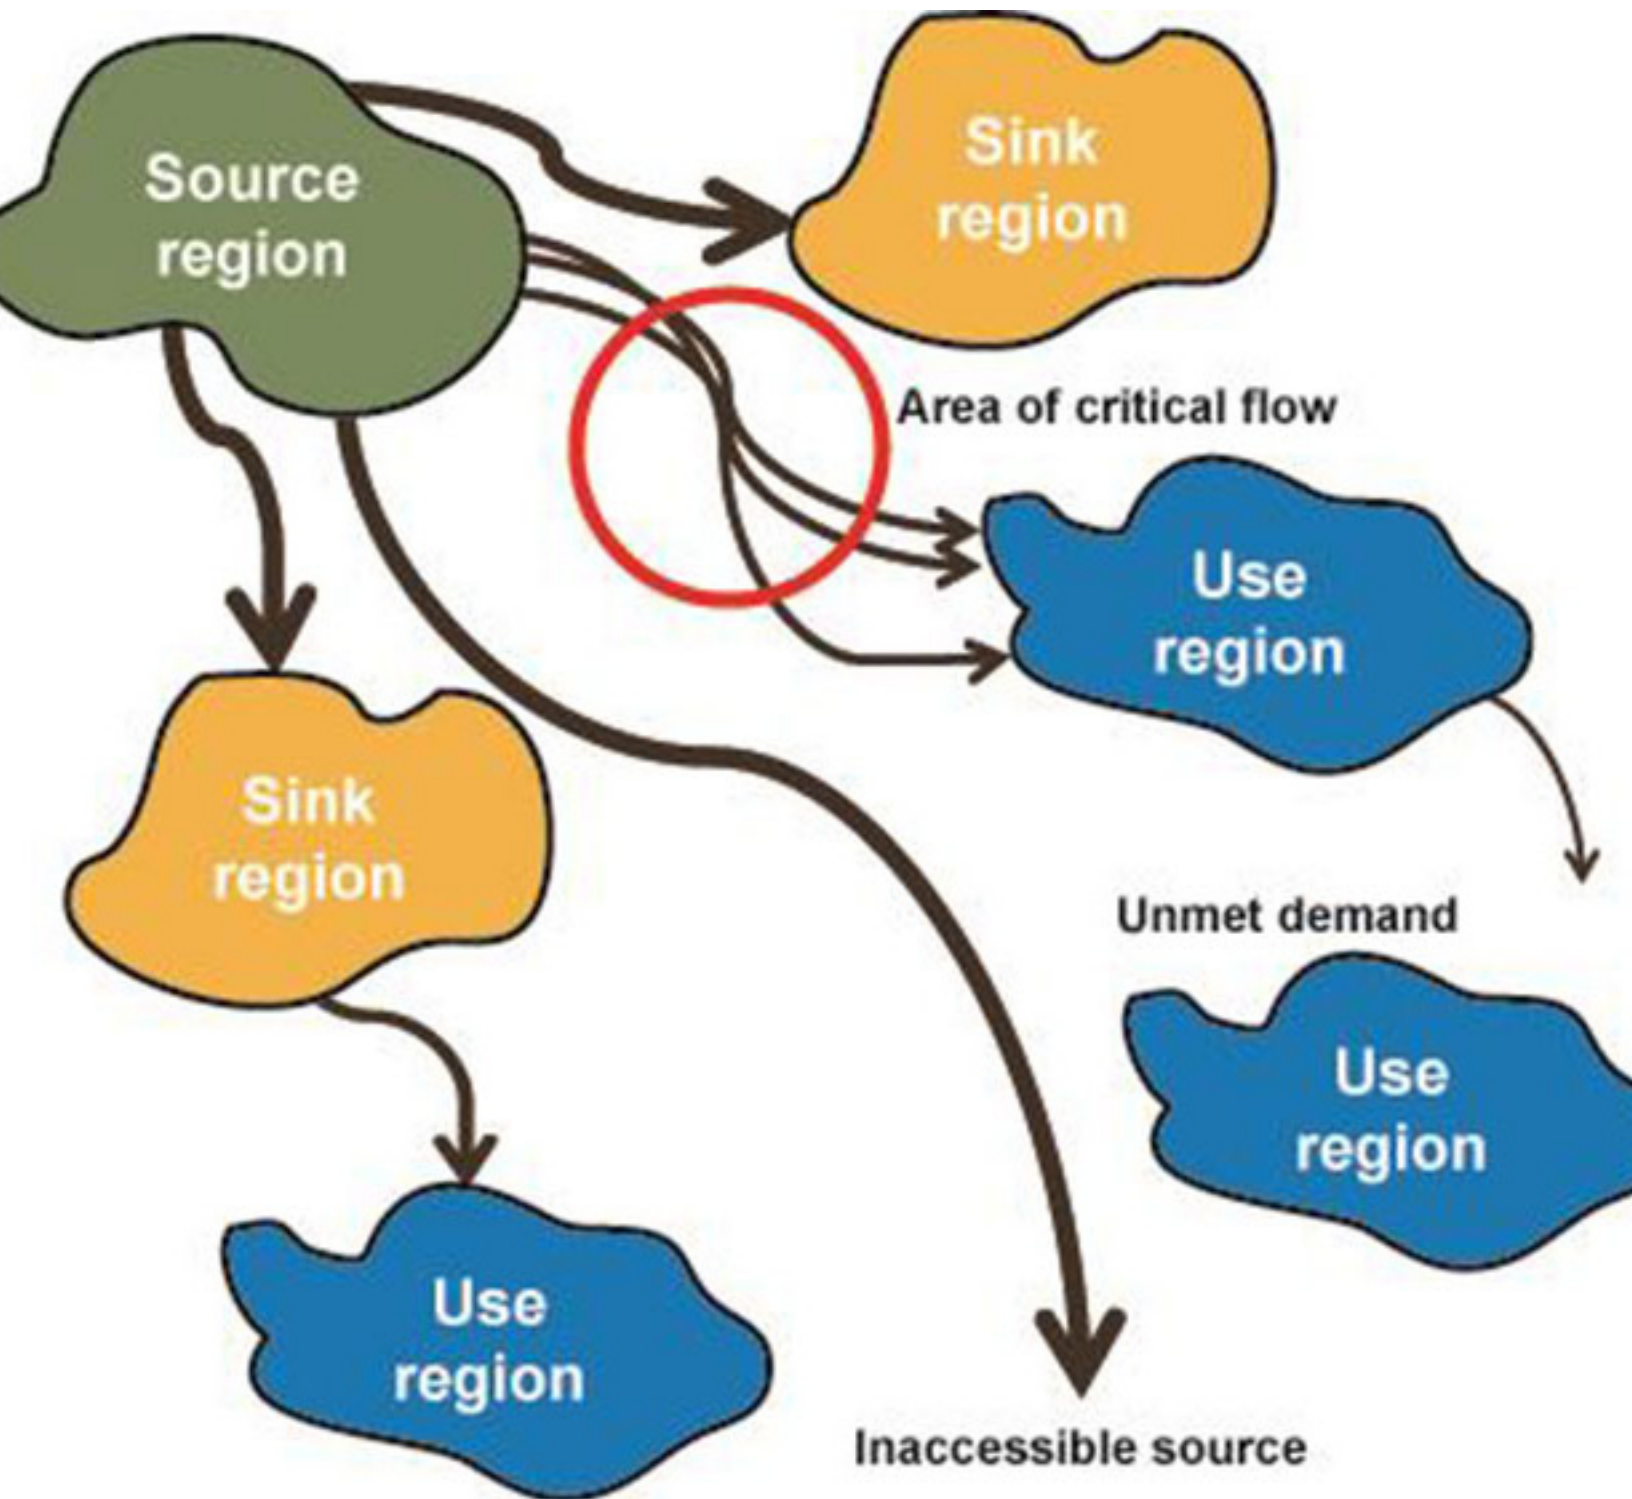 Source
region
Sink
region
Area of critical flow
Use
region
Sink
region
Unmet demand
Use
region
Use
region
Inaccessible source